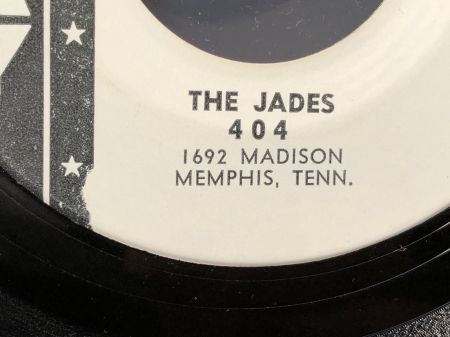 THE JADES
404
1692 MADISON
MEMPHIS, TENN.